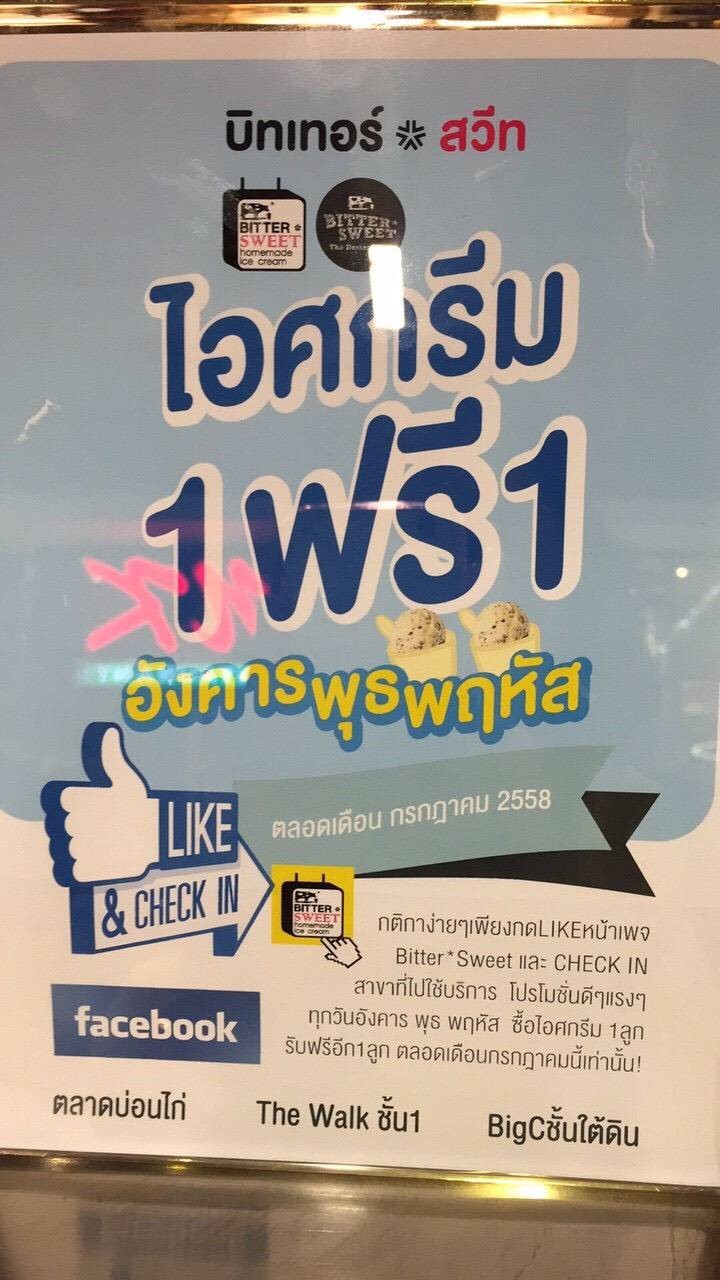 บิทเทอร์ * สวีท
BITTER *
SWEET
homemade
ice cream
BITTER*
SWEET
ไอศกรีม
1 ฟรี 1
อังคารพุธพฤหัส
ตลอดเดือน กรกฎาคม 2558
LIKE
& CHECK IN
BITTER *
SWEET
homemade
ice cream
กติกาง่ายๆเพียงกดLIKEหน้าเพจ
Bitter*Sweet และ CHECK IN
สาขาที่ไปใช้บริการ โปรโมชั่นดีๆแรงๆ
ทุกวันอังคาร พุธ พฤหัส ซื้อไอศกรีม 1ลูก
รับฟรีอีก1ลูก ตลอดเดือนกรกฎาคมนี้เท่านั้น!
facebook
ตลาดบ่อนไก่ The Walk ชั้น1 BigCชั้นใต้ดิน